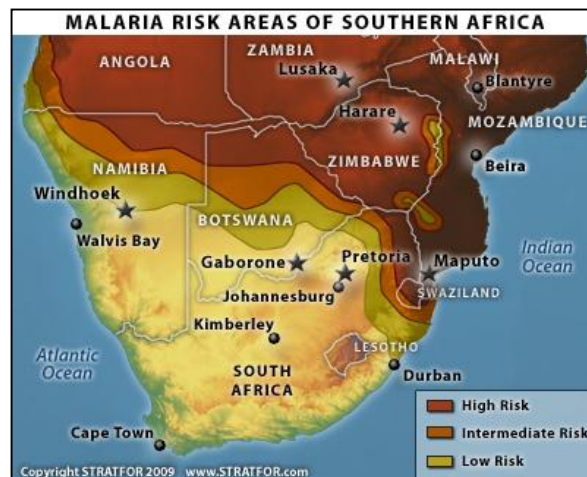 MALARIA RISK AREAS OF SOUTHERN AFRICA
ANGOLA
ZAMBIA
Lusaka
MALAWI
Blantyre
Harare
MOZAMBIQUE
ZIMBABWE
Beira
NAMIBIA
Windhoek
BOTSWANA
Walvis Bay
Gaborone
Pretoria
Maputo
Indian
Ocean
Johannesburg
SWAZILAND
Kimberley
LESOTHO
Atlantic
Ocean
SOUTH
AFRICA
Durban
Cape Town
High Risk
Intermediate Risk
Low Risk
Copyright STRATFOR 2009 www.STRATFOR.com